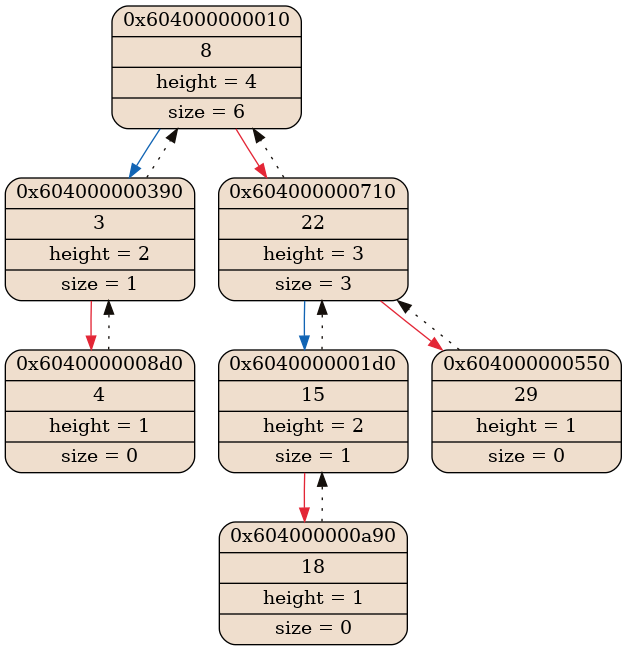 0x604000000010
8
height = 4
size = 6
0x604000000390
3
height = 2
size = 1
0x604000000710
22
height = 3
size = 3
0x6040000008d0
4
height = 1
size = 0
0x6040000001d0
15
height = 2
size = 1
0x604000000550
29
height = 1
size = 0
0x604000000a90
18
height = 1
size = 0